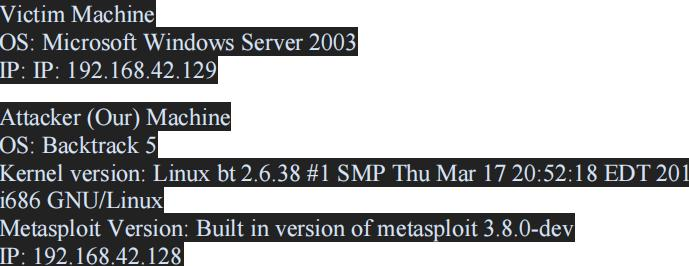 Victim Machine
OS: Microsoft Windows Server 2003
IP: IP: 192.168.42.129
Attacker (Our) Machine
OS: Backtrack 5
Kernel version: Linux bt 2.6.38 #1 SMP Thu Mar 17 20:52:18 EDT 201
i686 GNU/Linux
Metasploit Version: Built in version of metasploit 3.8.0-dev
IP: 192.168.42.128